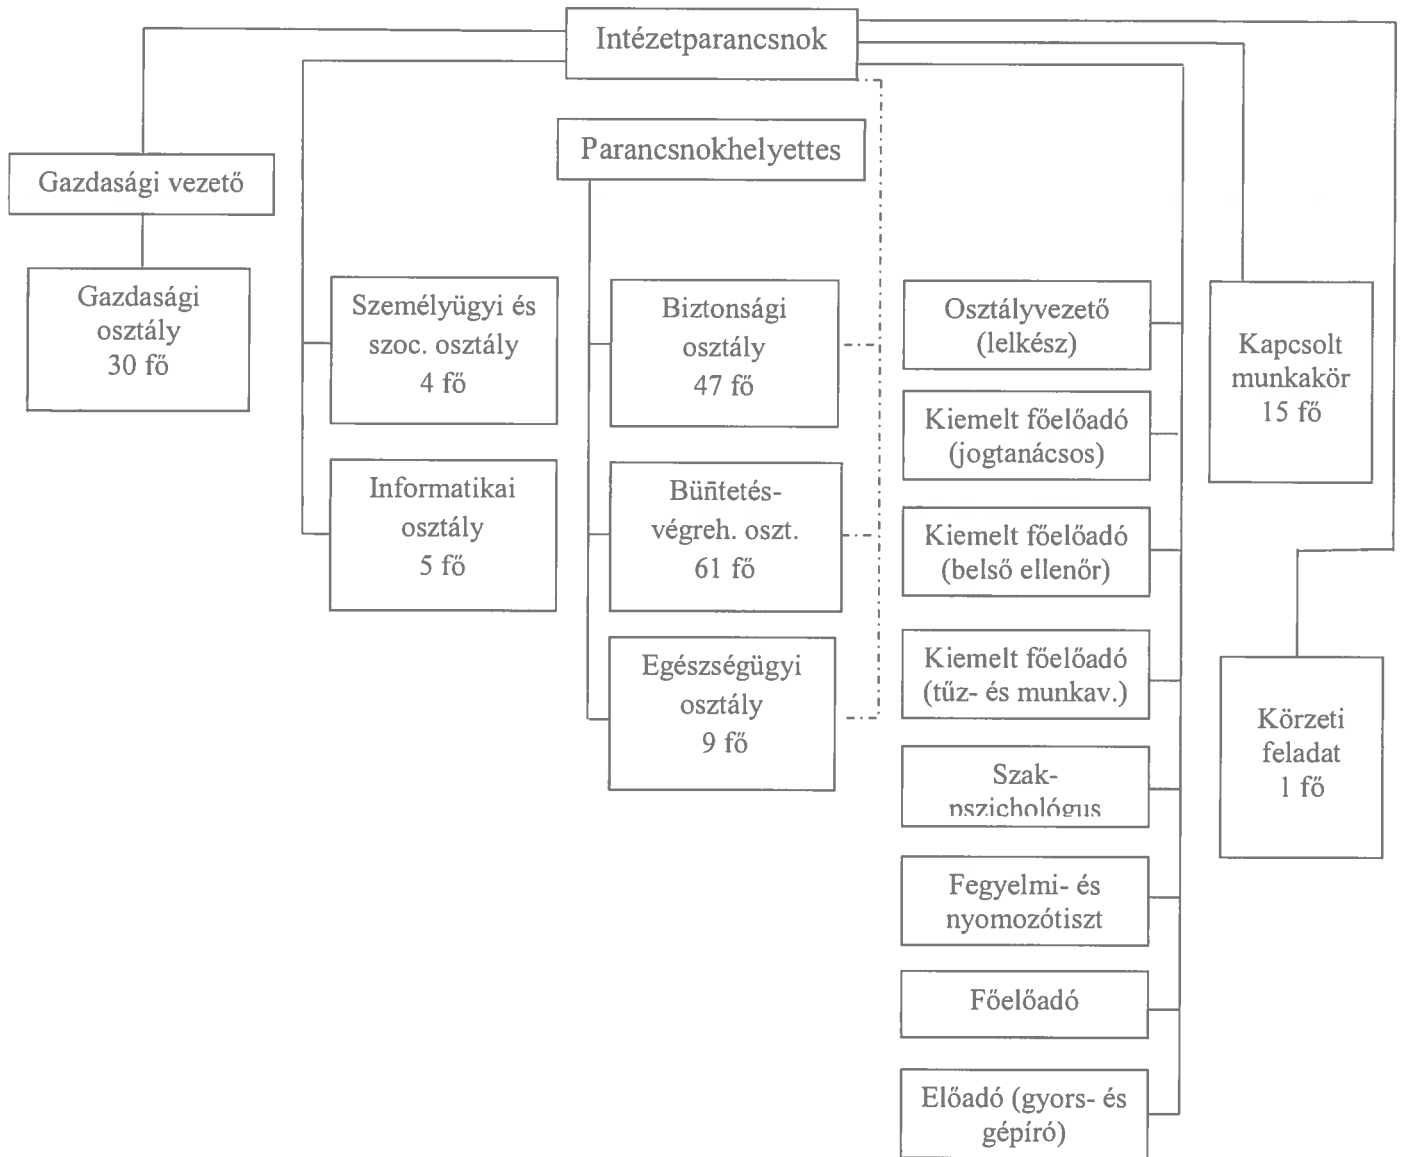 Intézetparancsnok
Parancsnokhelyettes
Gazdasági vezető
Gazdasági
osztály
30 fő
Személyügyi és
szoc. osztály
4 fő
Informatikai
osztály
5 fő
Biztonsági
osztály
47 fő
Büntetés-
végreh. oszt.
61 fő
Egészségügyi
osztály
9 fő
Osztályvezető
(lelkész)
Kiemelt főelőadó
(jogtanácsos)
Kiemelt főelőadó
(belső ellenőr)
Kiemelt főelőadó
(tűz- és munkav.)
Szak-
pszichológus
Fegyelmi- és
nyomozótiszt
Főelőadó
Előadó (gyors- és
gépíró)
Kapcsolt
munkakör
15 fő
Körzeti
feladat
1 fő